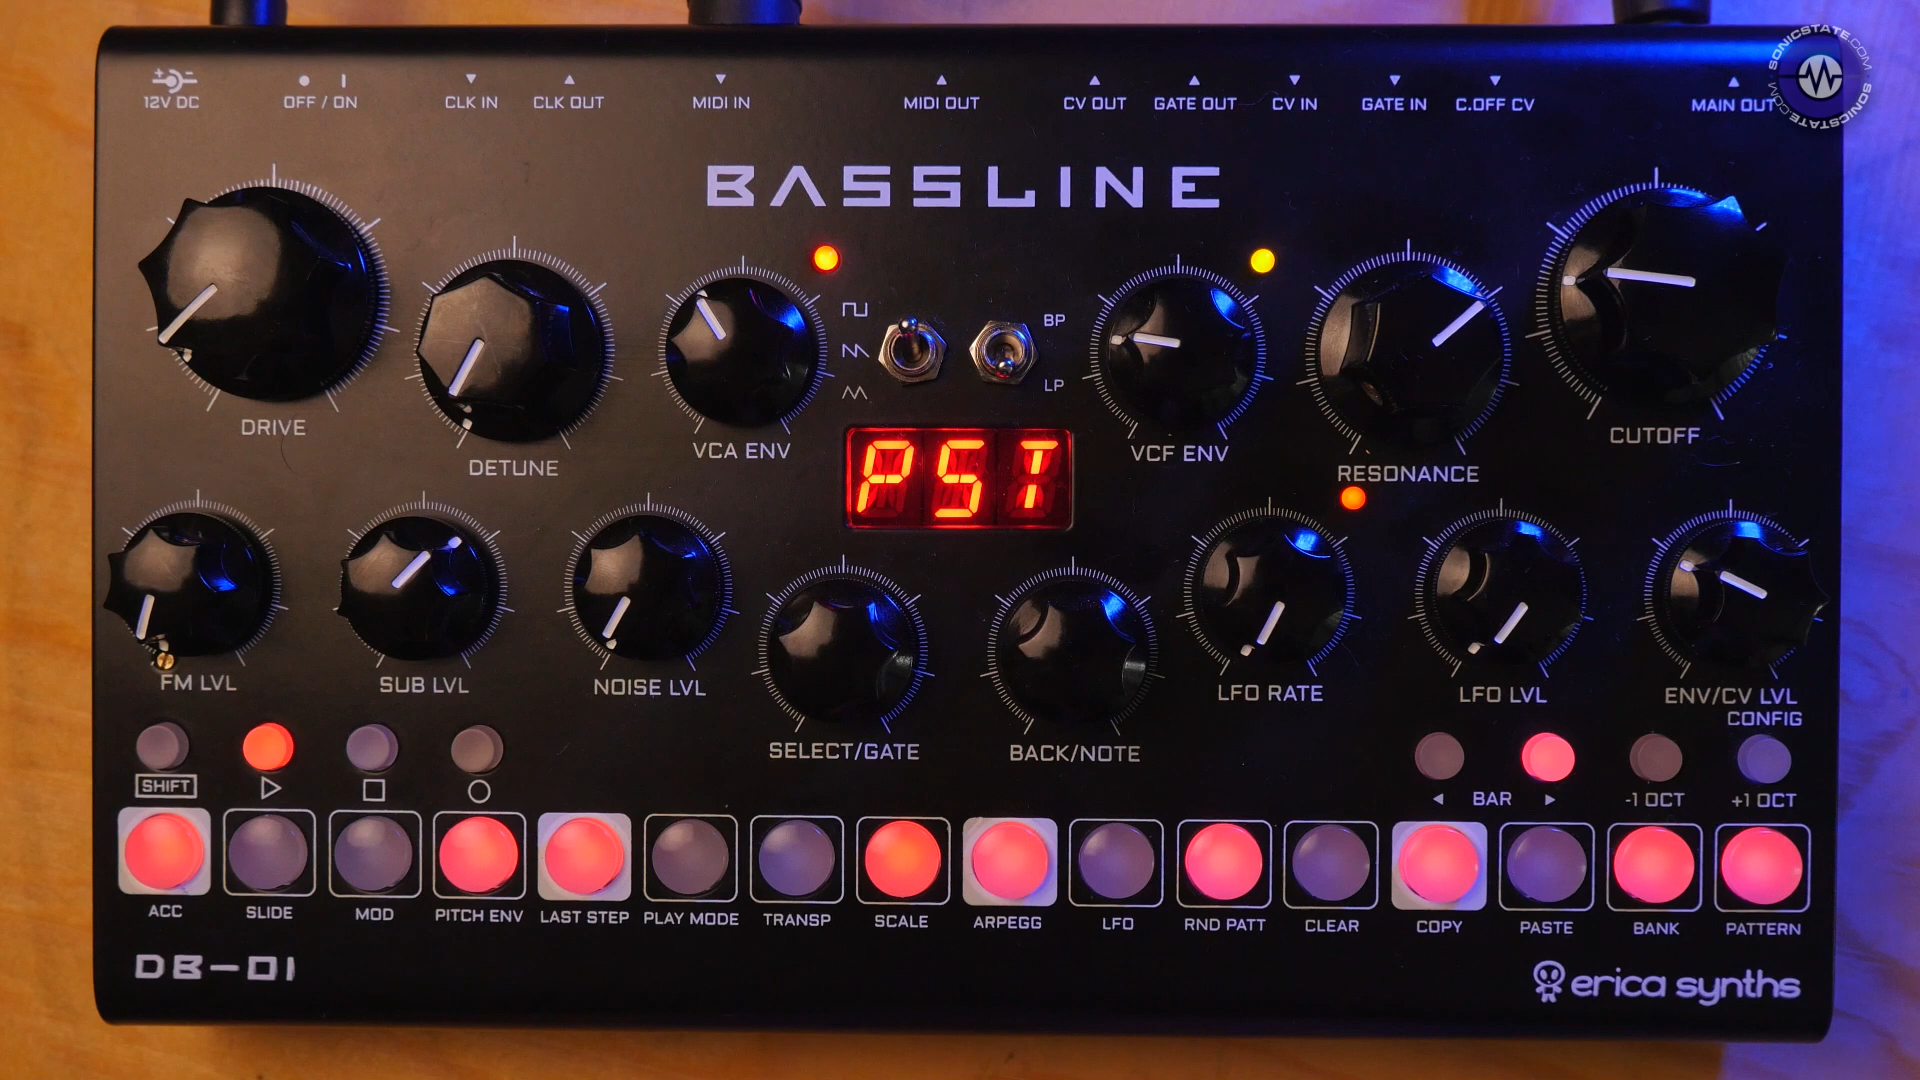 12V DC
OFF / ON
CLK IN
CLK OUT
MIDI IN
MIDI OUT
CV OUT
GATE OUT
CV IN
GATE IN
C.OFF CV
MAIN OUT
SONICSTATE.COM · SONICSTATE.COM ·
BASSLINE
BP
LP
DRIVE
DETUNE
VCA ENV
VCF ENV
RESONANCE
CUTOFF
PST
FM LVL
SUB LVL
NOISE LVL
SELECT/GATE
BACK/NOTE
LFO RATE
LFO LVL
ENV/CV LVL
CONFIG
SHIFT
BAR
-1 OCT
+1 OCT
ACC
SLIDE
MOD
PITCH ENV
LAST STEP
PLAY MODE
TRANSP
SCALE
ARPEGG
LFO
RND PATT
CLEAR
COPY
PASTE
BANK
PATTERN
DB-01
erica synths